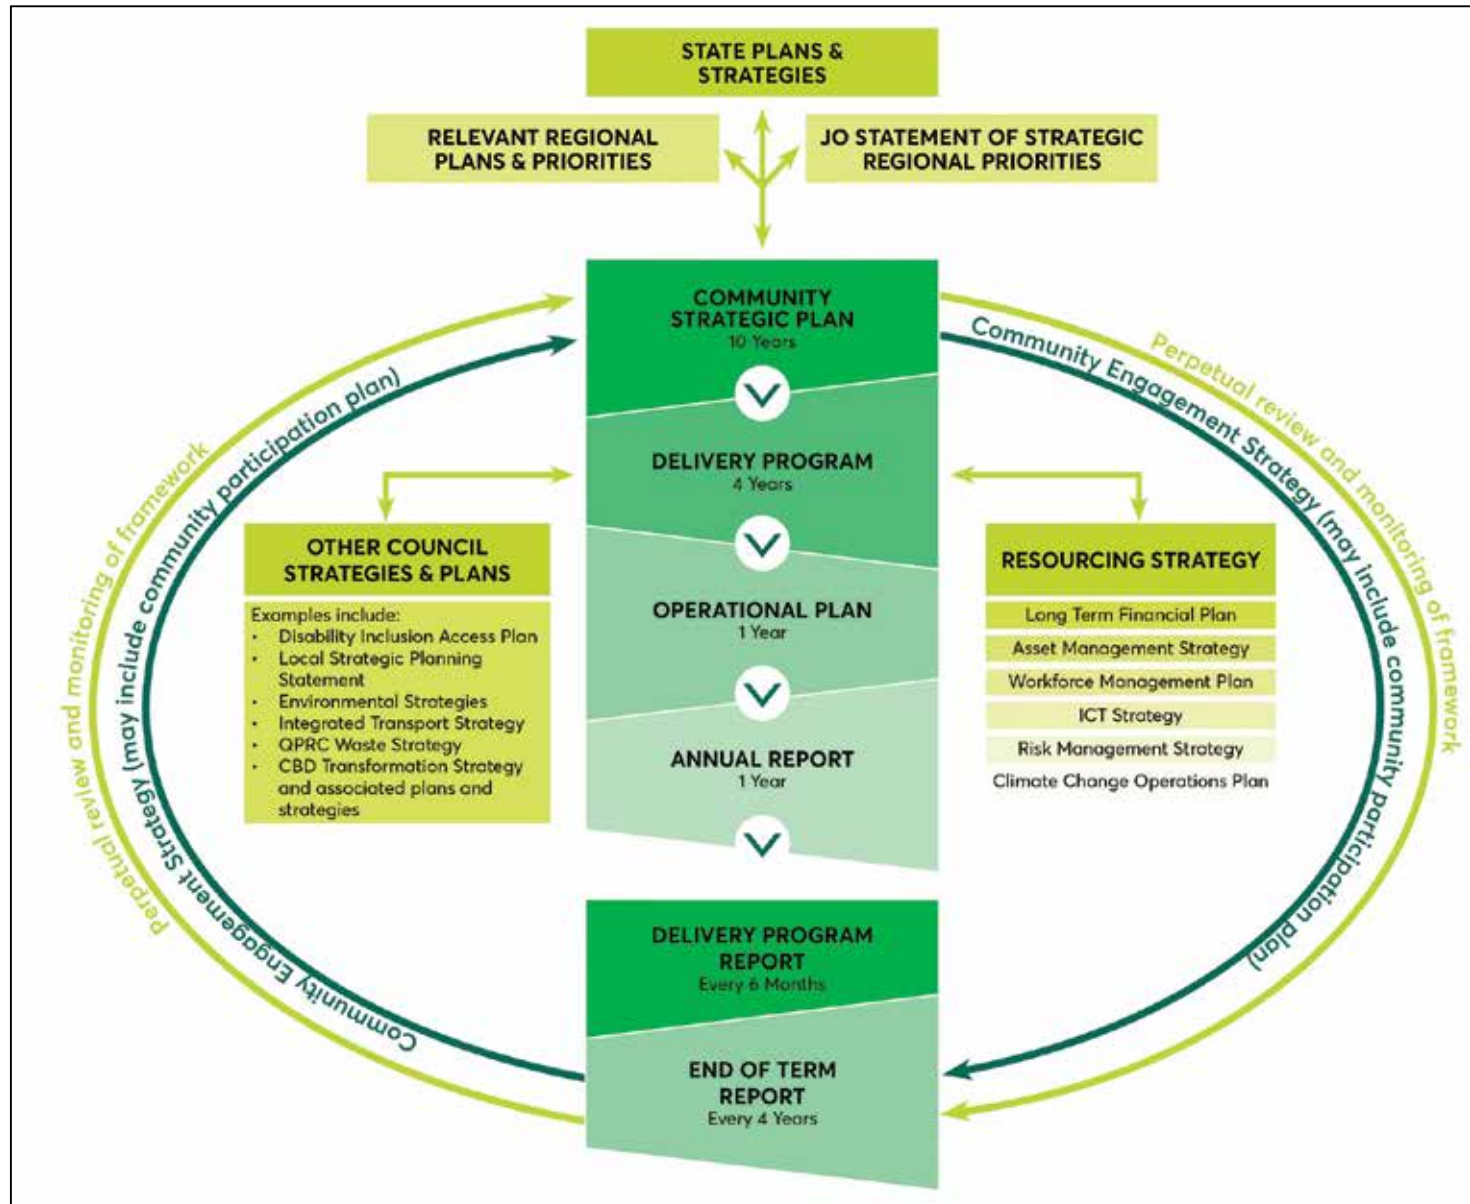 STATE PLANS &
STRATEGIES
RELEVANT REGIONAL
PLANS & PRIORITIES
JO STATEMENT OF STRATEGIC
REGIONAL PRIORITIES
COMMUNITY
STRATEGIC PLAN
10 Years
DELIVERY PROGRAM
4 Years
OPERATIONAL PLAN
1 Year
ANNUAL REPORT
1 Year
DELIVERY PROGRAM
REPORT
Every 6 Months
END OF TERM
REPORT
Every 4 Years
OTHER COUNCIL
STRATEGIES & PLANS
Examples include:
• Disability Inclusion Access Plan
• Local Strategic Planning
Statement
• Environmental Strategies
• Integrated Transport Strategy
• QPRC Waste Strategy
• CBD Transformation Strategy
and associated plans and
strategies
RESOURCING STRATEGY
Long Term Financial Plan
Asset Management Strategy
Workforce Management Plan
ICT Strategy
Risk Management Strategy
Climate Change Operations Plan
Perpetual review and monitoring of framework
Community Engagement Strategy (may include community participation plan)
Community Engagement Strategy (may include community participation plan)
Perpetual review and monitoring of framework